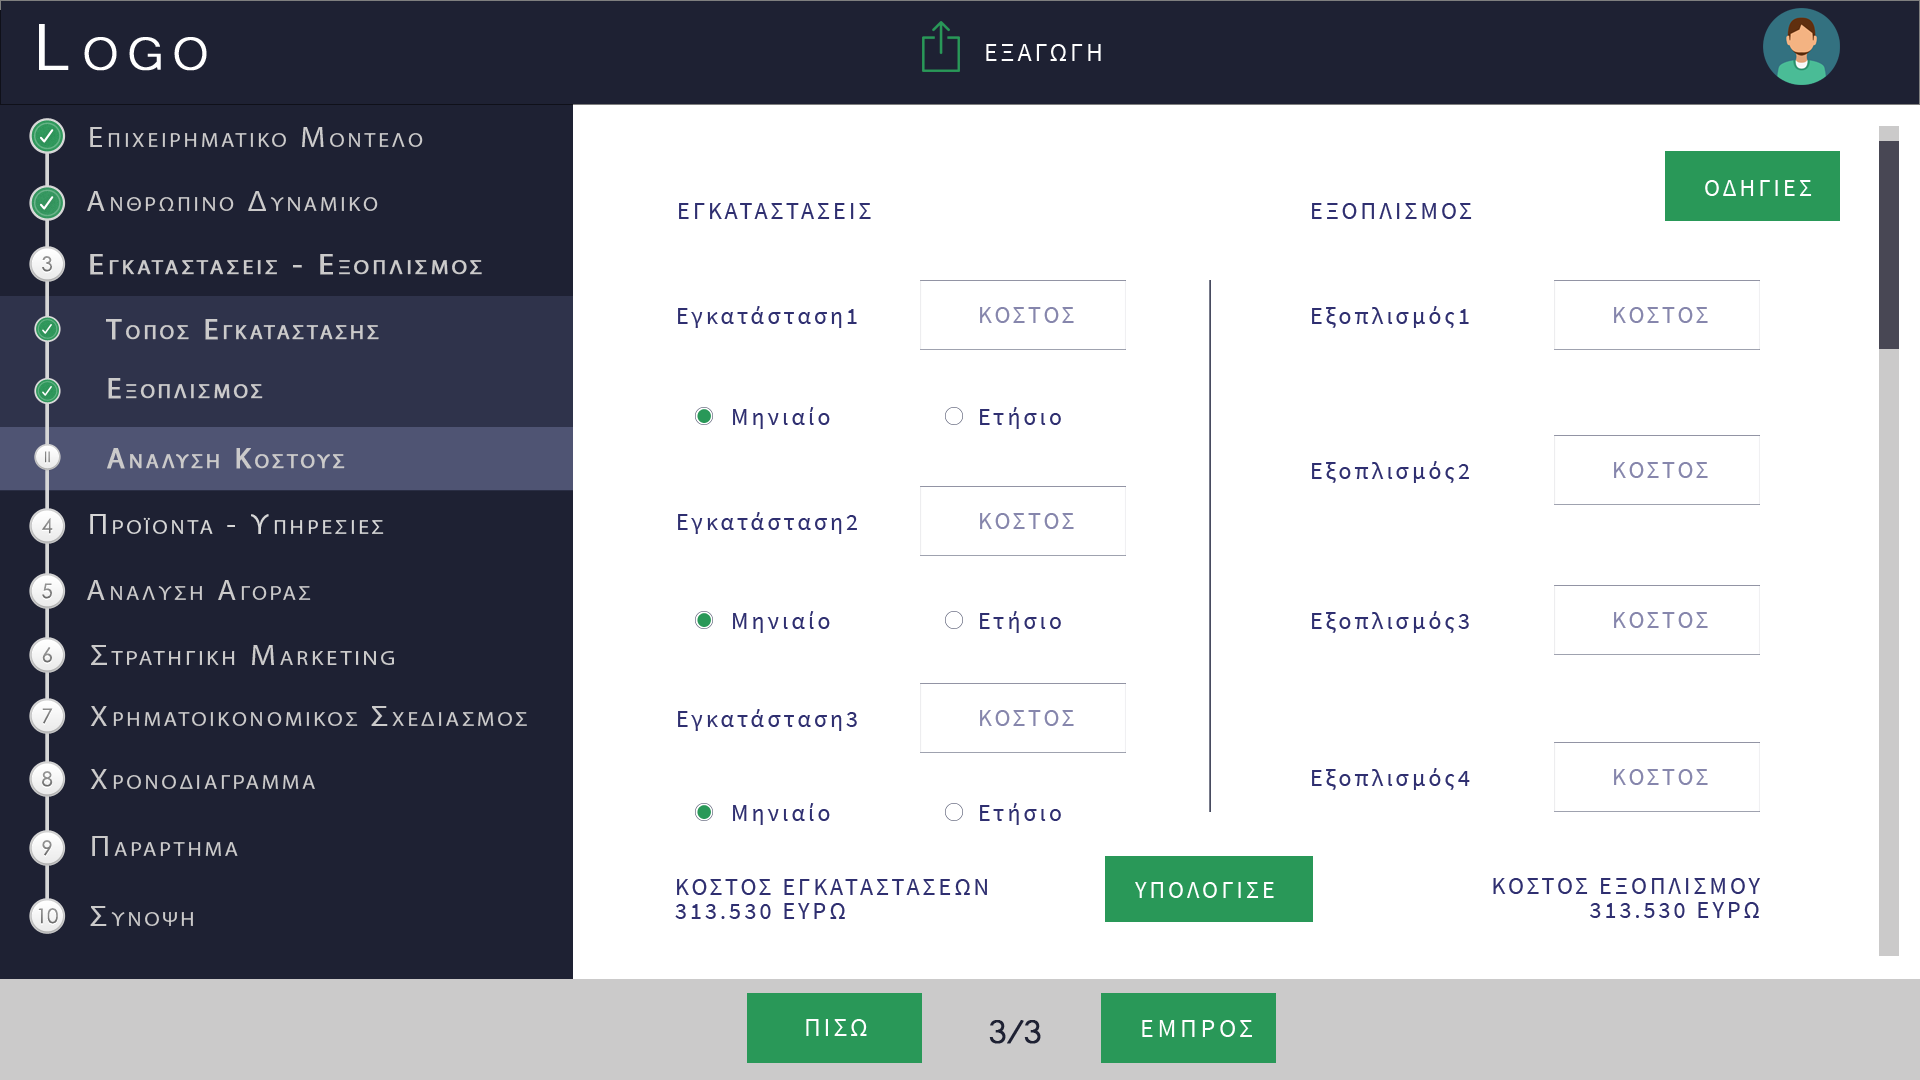 Logo
ΕΞΑΓΩΓΗ
Επιχειρηματικο Μοντελο
Ανθρωπινο Δυναμικο
3 Εγκαταστασεισ - Εξοπλισμοσ
Τοποσ Εγκαταστασησ
Εξοπλισμοσ
Αναλυση Κοστουσ
4 Προϊοντα - Υπηρεσιεσ
5 Αναλυση Αγορασ
6 Στρατηγικη Marketing
7 Χρηματοικονομικοσ Σχεδιασμοσ
8 Χρονοδιαγραμμα
9 Παραρτημα
10 Συνοψη
ΟΔΗΓΙΕΣ
ΕΓΚΑΤΑΣΤΑΣΕΙΣ
Εγκατάσταση1 ΚΟΣΤΟΣ
Μηνιαίο Ετήσιο
Εγκατάσταση2 ΚΟΣΤΟΣ
Μηνιαίο Ετήσιο
Εγκατάσταση3 ΚΟΣΤΟΣ
Μηνιαίο Ετήσιο
ΚΟΣΤΟΣ ΕΓΚΑΤΑΣΤΑΣΕΩΝ
313.530 ΕΥΡΩ
ΕΞΟΠΛΙΣΜΟΣ
Εξοπλισμός1 ΚΟΣΤΟΣ
Εξοπλισμός2 ΚΟΣΤΟΣ
Εξοπλισμός3 ΚΟΣΤΟΣ
Εξοπλισμός4 ΚΟΣΤΟΣ
ΥΠΟΛΟΓΙΣΕ
ΚΟΣΤΟΣ ΕΞΟΠΛΙΣΜΟΥ
313.530 ΕΥΡΩ
ΠΙΣΩ
3/3
ΕΜΠΡΟΣ